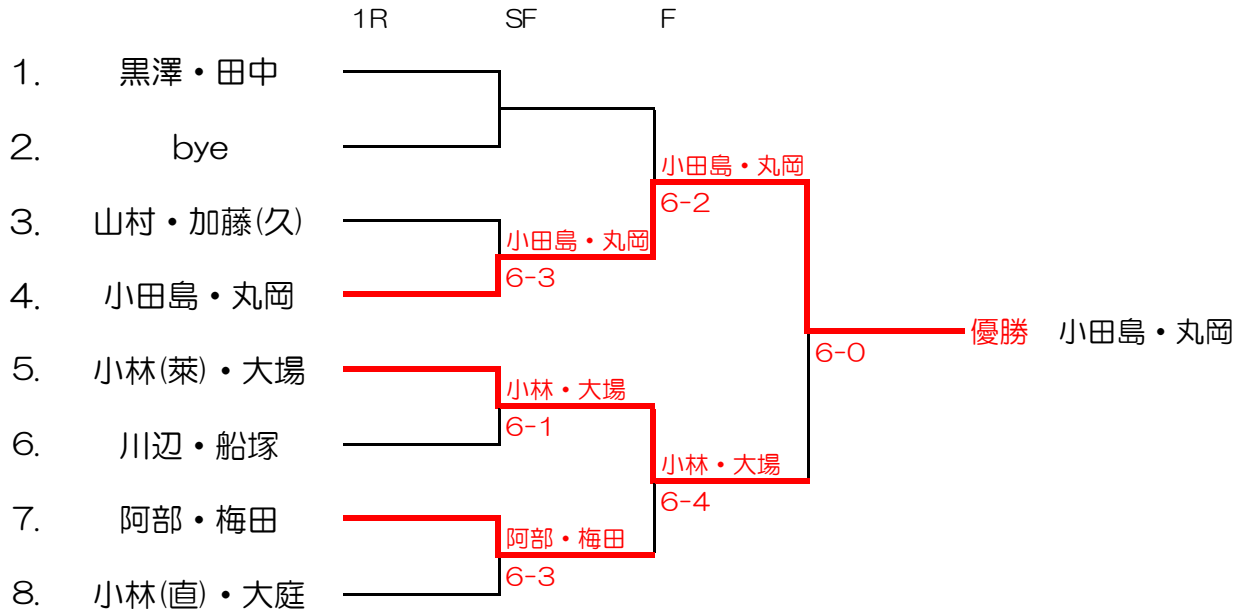 1R SF F
1. 黒澤・田中
2. bye
小田島・丸岡
6-2
3. 山村・加藤(久)
小田島・丸岡
6-3
4. 小田島・丸岡
優勝 小田島・丸岡
6-0
5. 小林(莱)・大場
小林・大場
6-1
6. 川辺・船塚
小林・大場
6-4
7. 阿部・梅田
阿部・梅田
6-3
8. 小林(直)・大庭